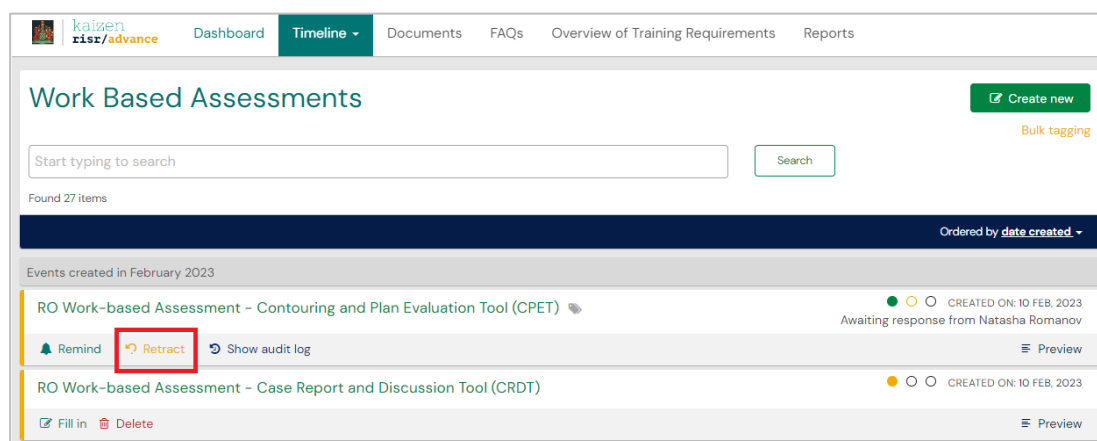 kaizen
risr/advance
Dashboard Timeline Documents FAQs Overview of Training Requirements Reports
Work Based Assessments
Create new
Bulk tagging
Start typing to search
Search
Found 27 items
Ordered by date created
Events created in February 2023
RO Work-based Assessment - Contouring and Plan Evaluation Tool (CPET)
CREATED ON: 10 FEB, 2023
Awaiting response from Natasha Romanov
Remind Retract Show audit log Preview
RO Work-based Assessment - Case Report and Discussion Tool (CRDT)
CREATED ON: 10 FEB, 2023
Fill in Delete Preview